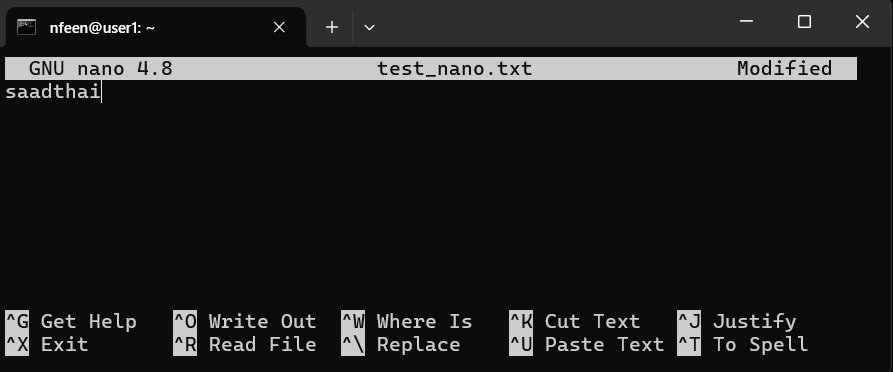 nfeen@user1: ~
GNU nano 4.8 test_nano.txt Modified
saadthai
^G Get Help ^O Write Out ^W Where Is ^K Cut Text ^J Justify
^X Exit ^R Read File ^\ Replace ^U Paste Text ^T To Spell